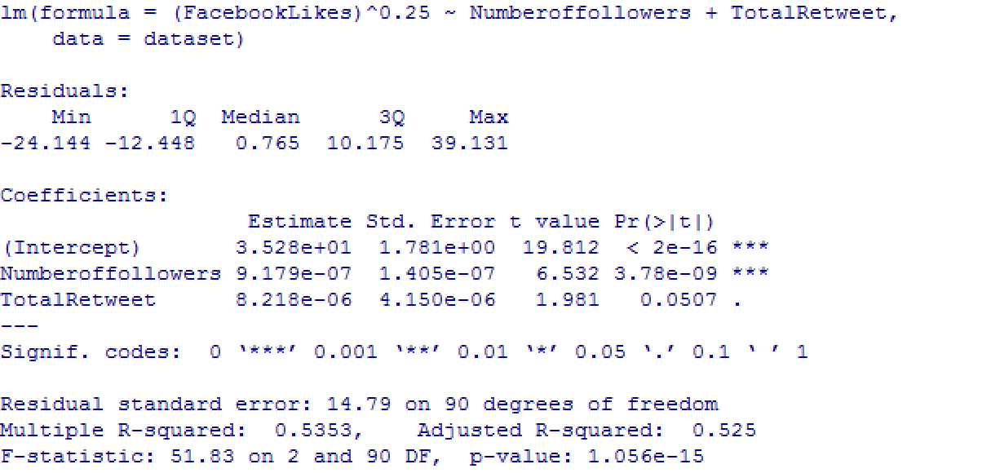 lm(formula = (FacebookLikes)^0.25 ~ Numberoffollowers + TotalRetweet,
    data = dataset)
Residuals:
    Min      1Q  Median      3Q     Max
-24.144 -12.448   0.765  10.175  39.131
Coefficients:
                   Estimate Std. Error t value Pr(>|t|)
(Intercept)       3.528e+01  1.781e+00  19.812  < 2e-16 ***
Numberoffollowers 9.179e-07  1.405e-07   6.532 3.78e-09 ***
TotalRetweet      8.218e-06  4.150e-06   1.981   0.0507 .
---
Signif. codes:  0 ‘***’ 0.001 ‘**’ 0.01 ‘*’ 0.05 ‘.’ 0.1 ‘ ’ 1
Residual standard error: 14.79 on 90 degrees of freedom
Multiple R-squared:  0.5353,    Adjusted R-squared:  0.525
F-statistic: 51.83 on 2 and 90 DF,  p-value: 1.056e-15